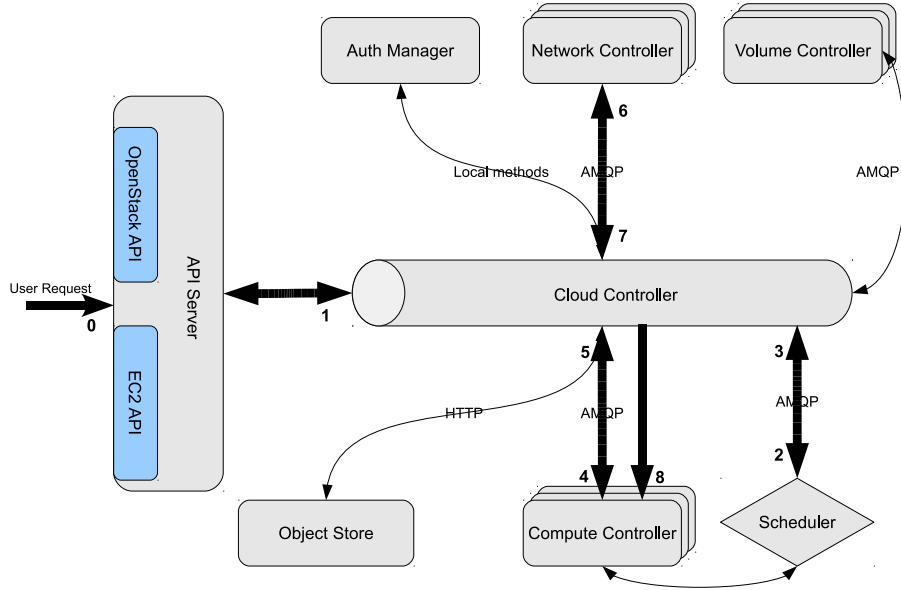 Auth Manager
Network Controller
Volume Controller
6
OpenStack API
Local methods
AMQP
AMQP
7
API Server
User Request
0
1
Cloud Controller
EC2 API
5
3
HTTP
AMQP
AMQP
2
4
8
Object Store
Compute Controller
Scheduler